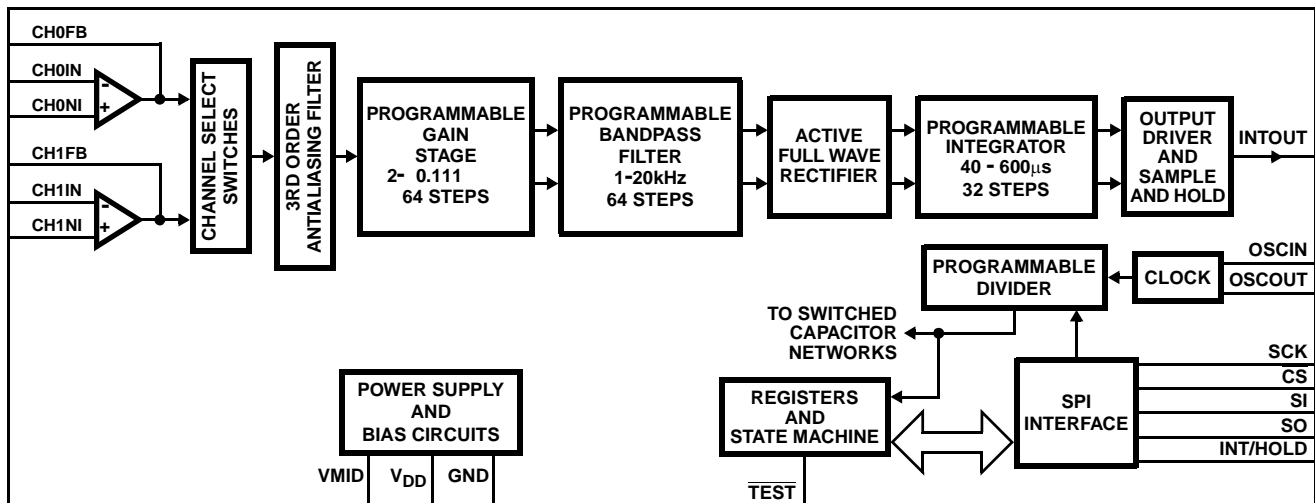 CH0FB
CH0IN
CH0NI
CH1FB
CH1IN
CH1NI
-
+
-
+
CHANNEL SELECT
SWITCHES
3RD ORDER
ANTIALIASING FILTER
PROGRAMMABLE
GAIN
STAGE
2- 0.111
64 STEPS
PROGRAMMABLE
BANDPASS
FILTER
1-20kHz
64 STEPS
ACTIVE
FULL WAVE
RECTIFIER
PROGRAMMABLE
INTEGRATOR
40 - 600µs
32 STEPS
OUTPUT
DRIVER
AND
SAMPLE
AND HOLD
INTOUT
PROGRAMMABLE
DIVIDER
CLOCK
OSCIN
OSCOUT
TO SWITCHED
CAPACITOR
NETWORKS
POWER SUPPLY
AND
BIAS CIRCUITS
VMID
VDD
GND
REGISTERS
AND
STATE MACHINE
TEST
SPI
INTERFACE
SCK
CS
SI
SO
INT/HOLD